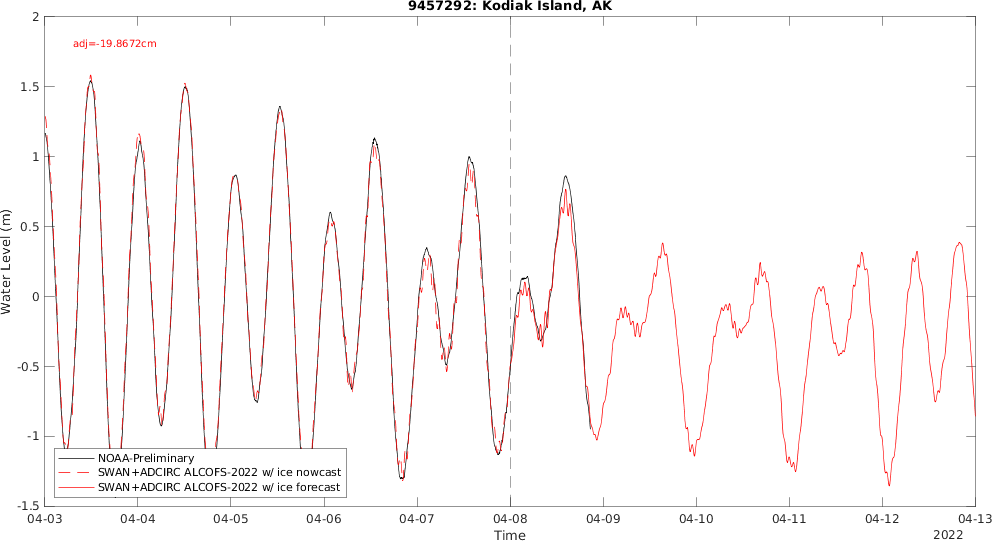 9457292: Kodiak Island, AK
adj=-19.8672cm
2
1.5
1
0.5
0
-0.5
-1
-1.5
Water Level (m)
NOAA-Preliminary
SWAN+ADCIRC ALCOFS-2022 w/ ice nowcast
SWAN+ADCIRC ALCOFS-2022 w/ ice forecast
04-03 04-04 04-05 04-06 04-07 04-08 04-09 04-10 04-11 04-12 04-13
Time
2022